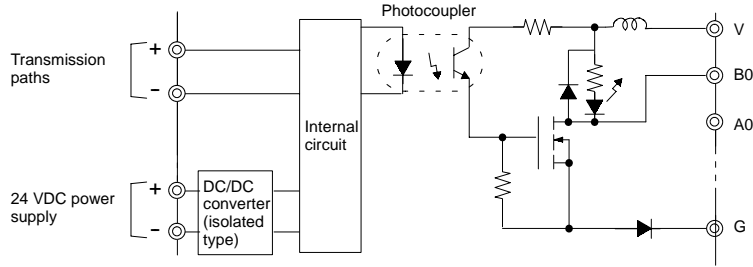 Photocoupler
Transmission
paths
+
–
Internal
circuit
24 VDC power
supply
+
–
DC/DC
converter
(isolated
type)
V
B0
A0
G